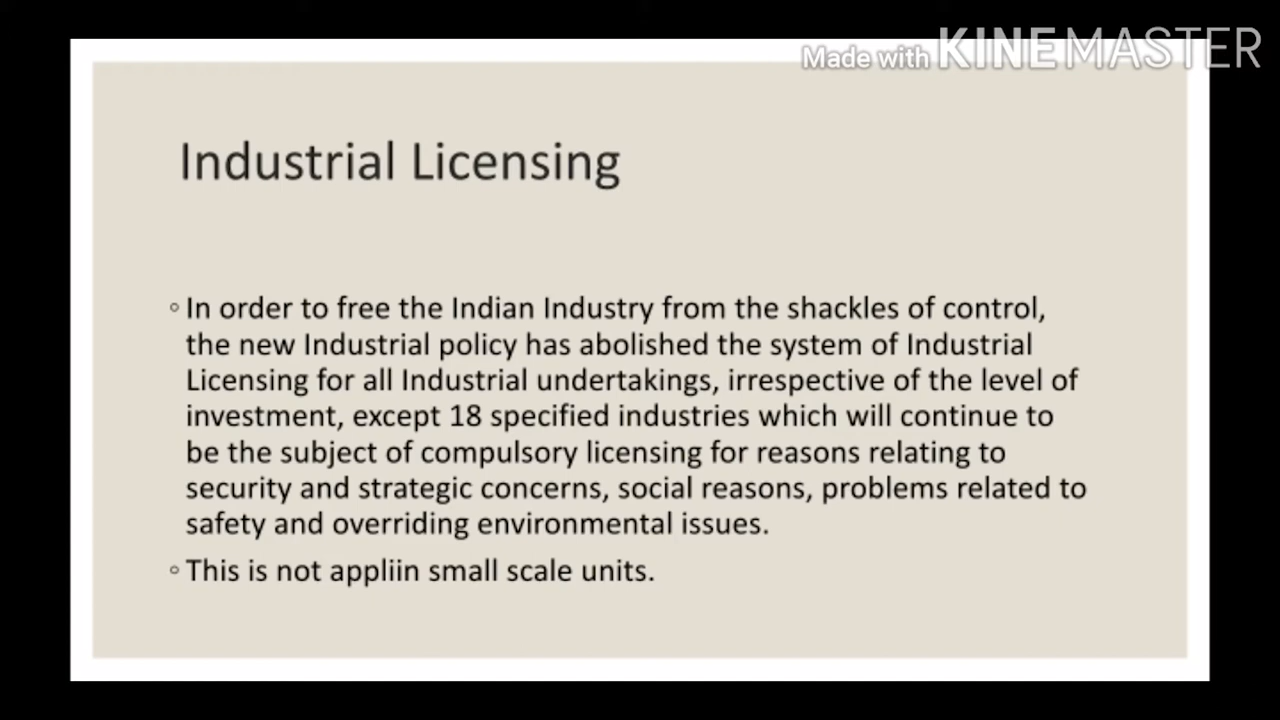 Made with KINEMASTER
Industrial Licensing
◦ In order to free the Indian Industry from the shackles of control,
the new Industrial policy has abolished the system of Industrial
Licensing for all Industrial undertakings, irrespective of the level of
investment, except 18 specified industries which will continue to
be the subject of compulsory licensing for reasons relating to
security and strategic concerns, social reasons, problems related to
safety and overriding environmental issues.
◦ This is not appliin small scale units.